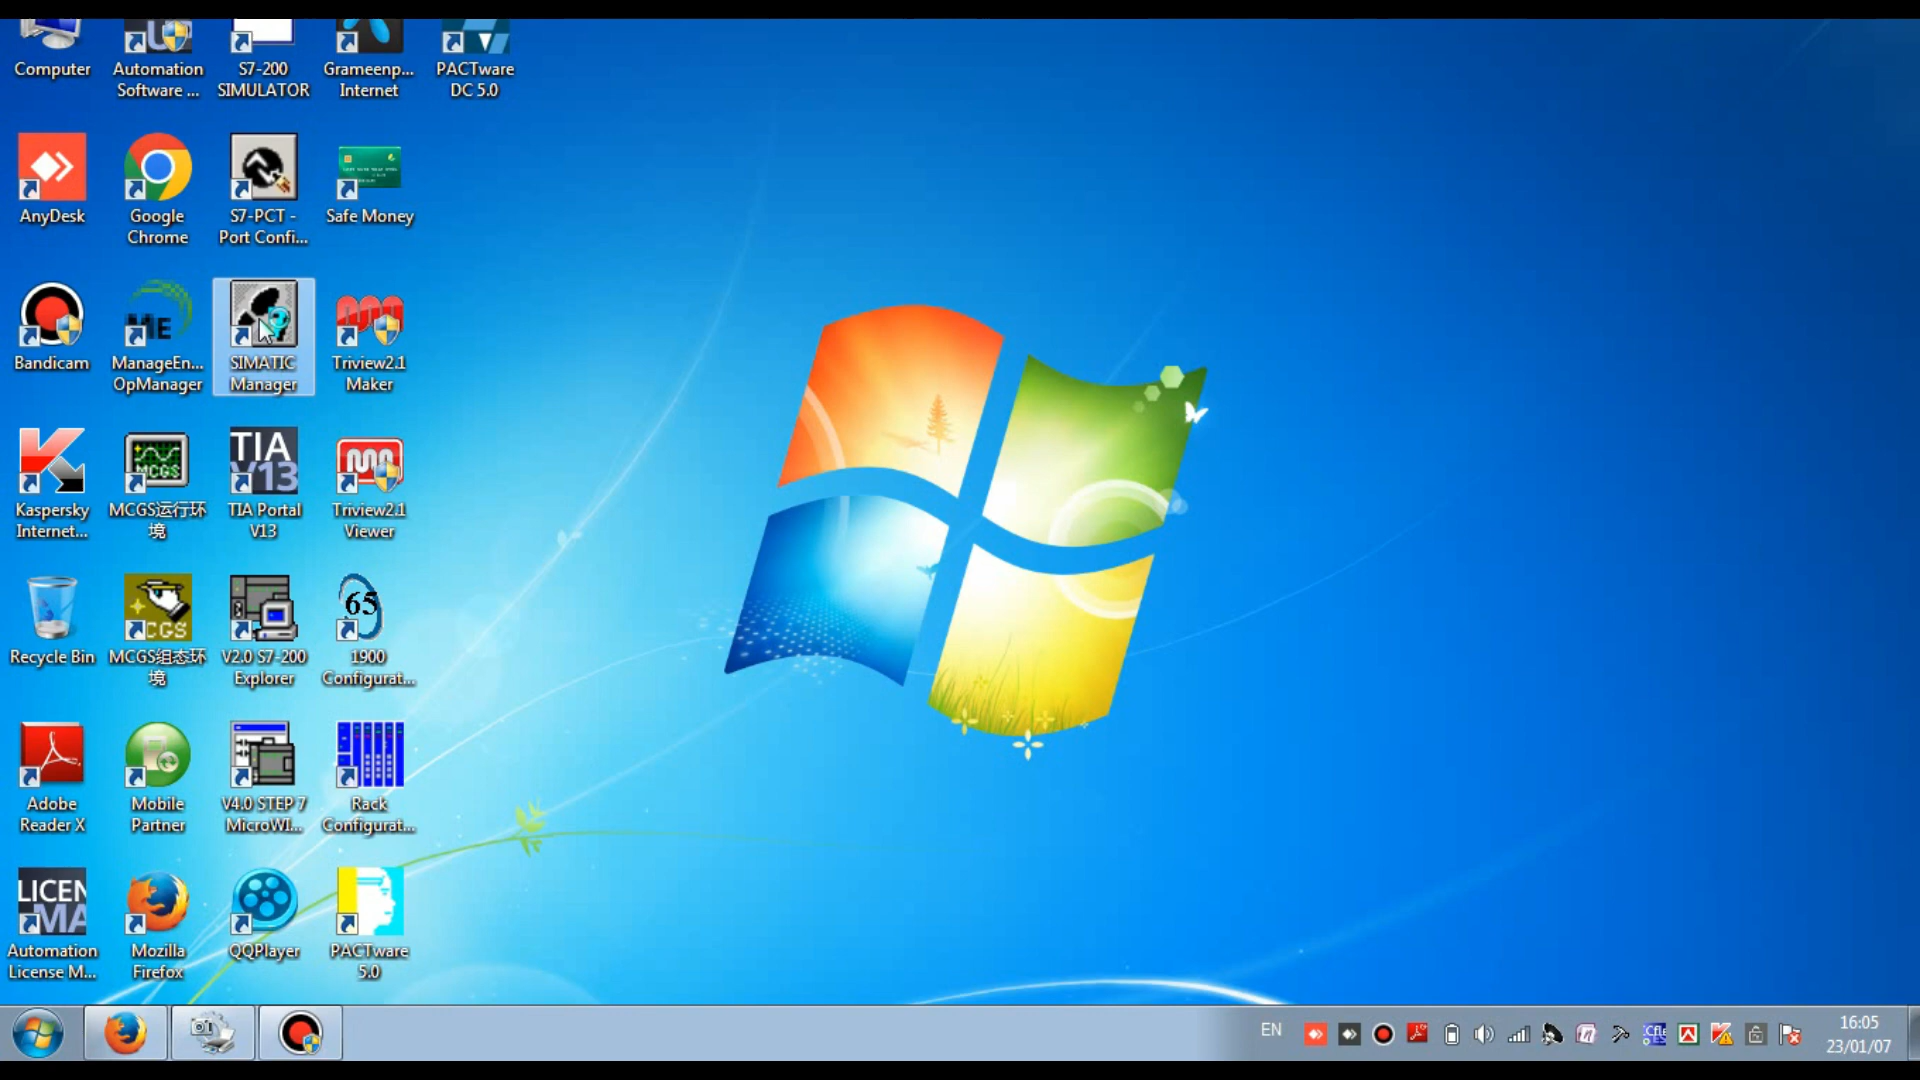 Computer
Automation
Software ...
S7-200
SIMULATOR
Grameenp...
Internet
PACTware
DC 5.0
AnyDesk
Google
Chrome
S7-PCT -
Port Confi...
Safe Money
Bandicam
ME
ManageEn...
OpManager
SIMATIC
Manager
Triview2.1
Maker
MCGS
TIA
V13
Kaspersky
Internet...
MCGS运行环
境
TIA Portal
V13
Triview2.1
Viewer
CGS
65
Recycle Bin
MCGS组态环
境
V2.0 S7-200
Explorer
1900
Configurat...
Adobe
Reader X
Mobile
Partner
V4.0 STEP 7
MicroWI...
Rack
Configurat...
LICEN
MA
Automation
License M...
Mozilla
Firefox
QQPlayer
PACTware
5.0
EN
16:05
23/01/07